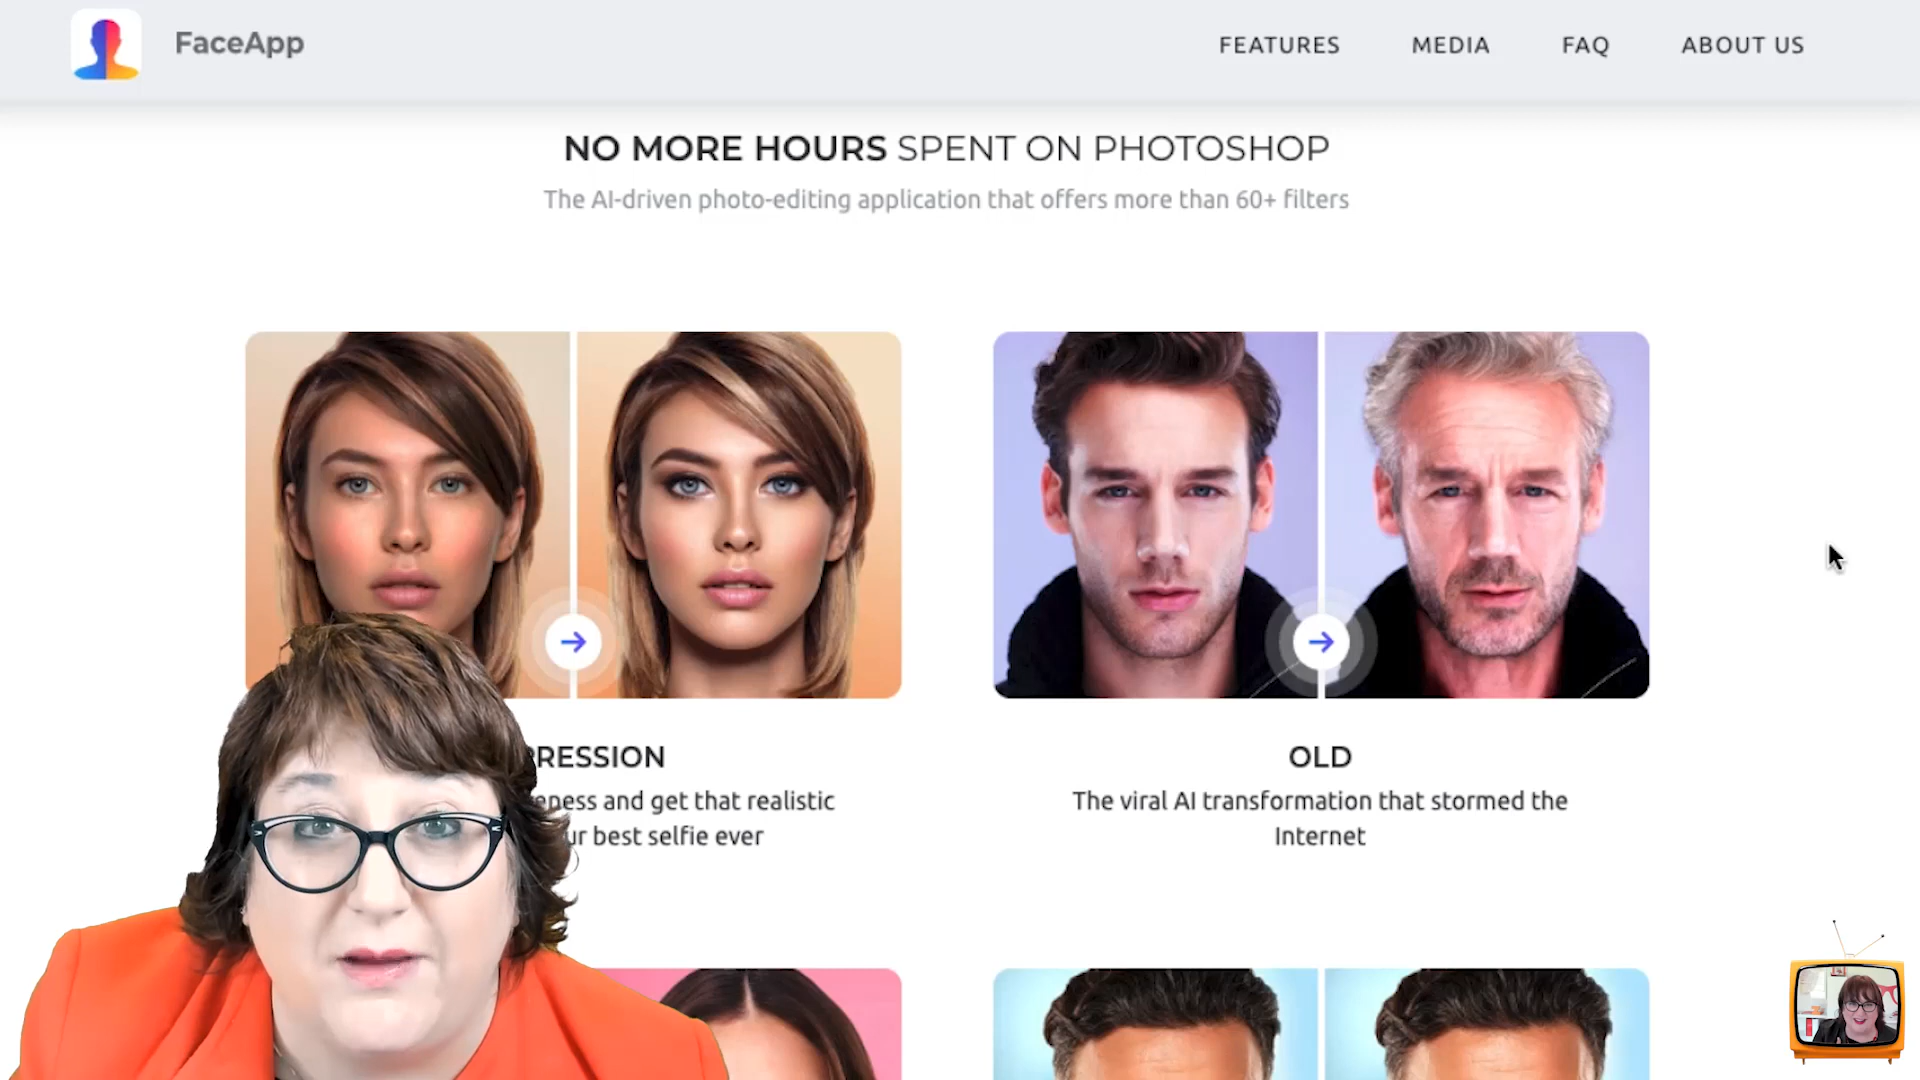 FaceApp
FEATURES MEDIA FAQ ABOUT US
NO MORE HOURS SPENT ON PHOTOSHOP
The AI-driven photo-editing application that offers more than 60+ filters
PRESSION
and get that realistic
best selfie ever
OLD
The viral AI transformation that stormed the
Internet